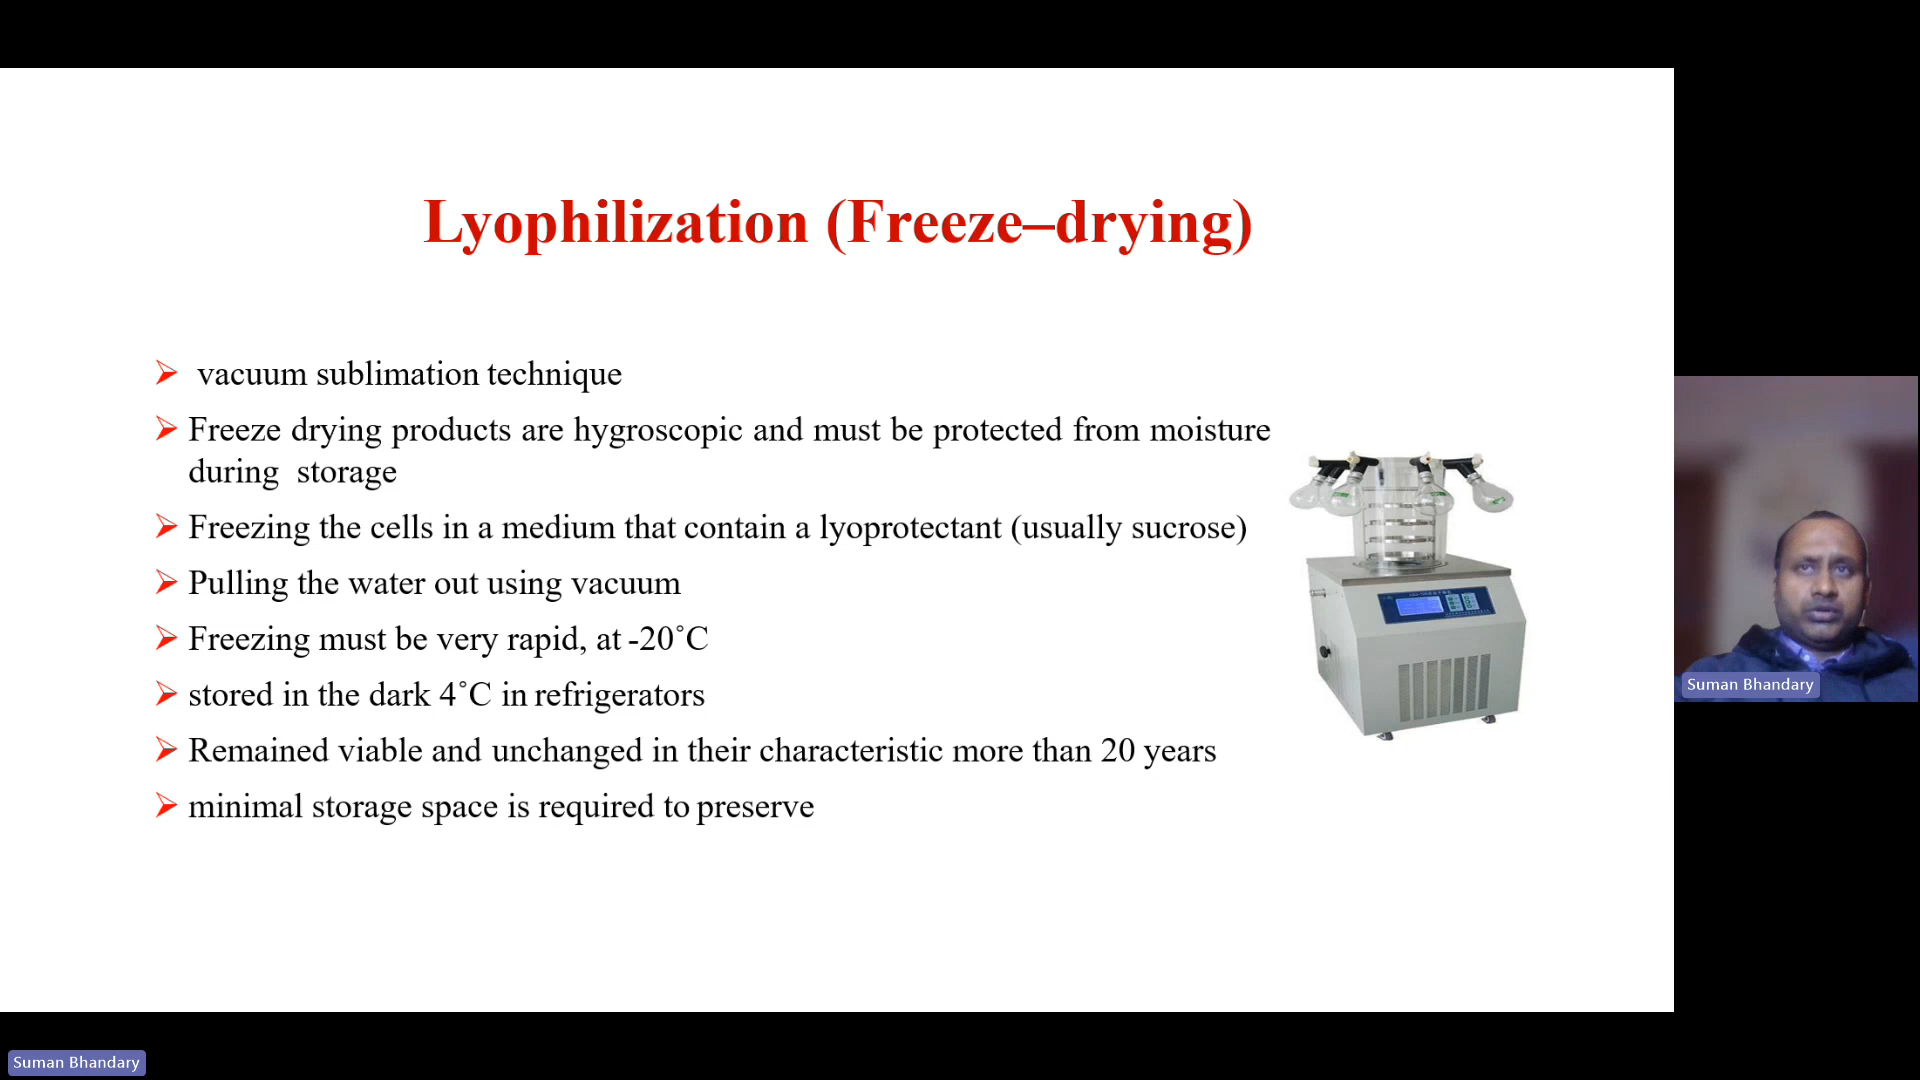 Lyophilization (Freeze–drying)
vacuum sublimation technique
Freeze drying products are hygroscopic and must be protected from moisture
during storage
Freezing the cells in a medium that contain a lyoprotectant (usually sucrose)
Pulling the water out using vacuum
Freezing must be very rapid, at -20˚C
stored in the dark 4˚C in refrigerators
Remained viable and unchanged in their characteristic more than 20 years
minimal storage space is required to preserve
Suman Bhandary
Suman Bhandary